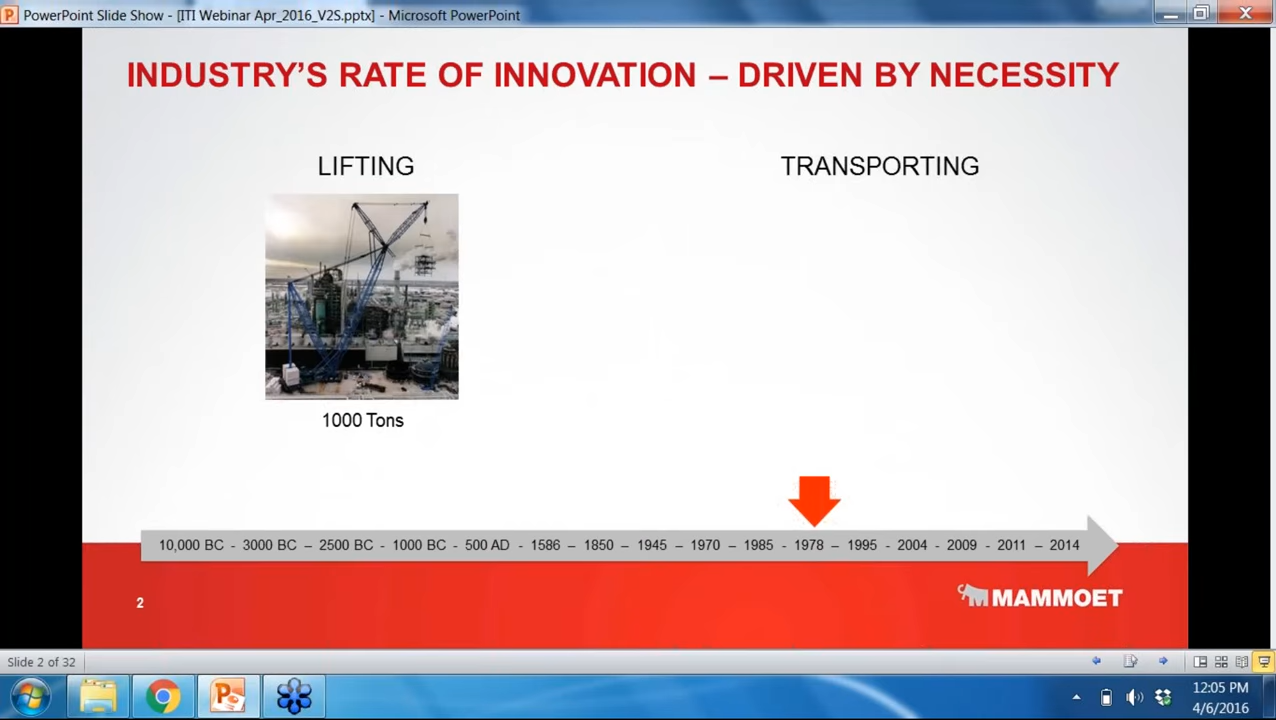 PowerPoint Slide Show - [ITI Webinar Apr_2016_V2S.pptx] - Microsoft PowerPoint
INDUSTRY'S RATE OF INNOVATION – DRIVEN BY NECESSITY
LIFTING
TRANSPORTING
1000 Tons
10,000 BC - 3000 BC – 2500 BC - 1000 BC - 500 AD - 1586 – 1850 – 1945 – 1970 – 1985 - 1978 – 1995 - 2004 - 2009 - 2011 – 2014
2
MAMMOET
Slide 2 of 32
12:05 PM
4/6/2016